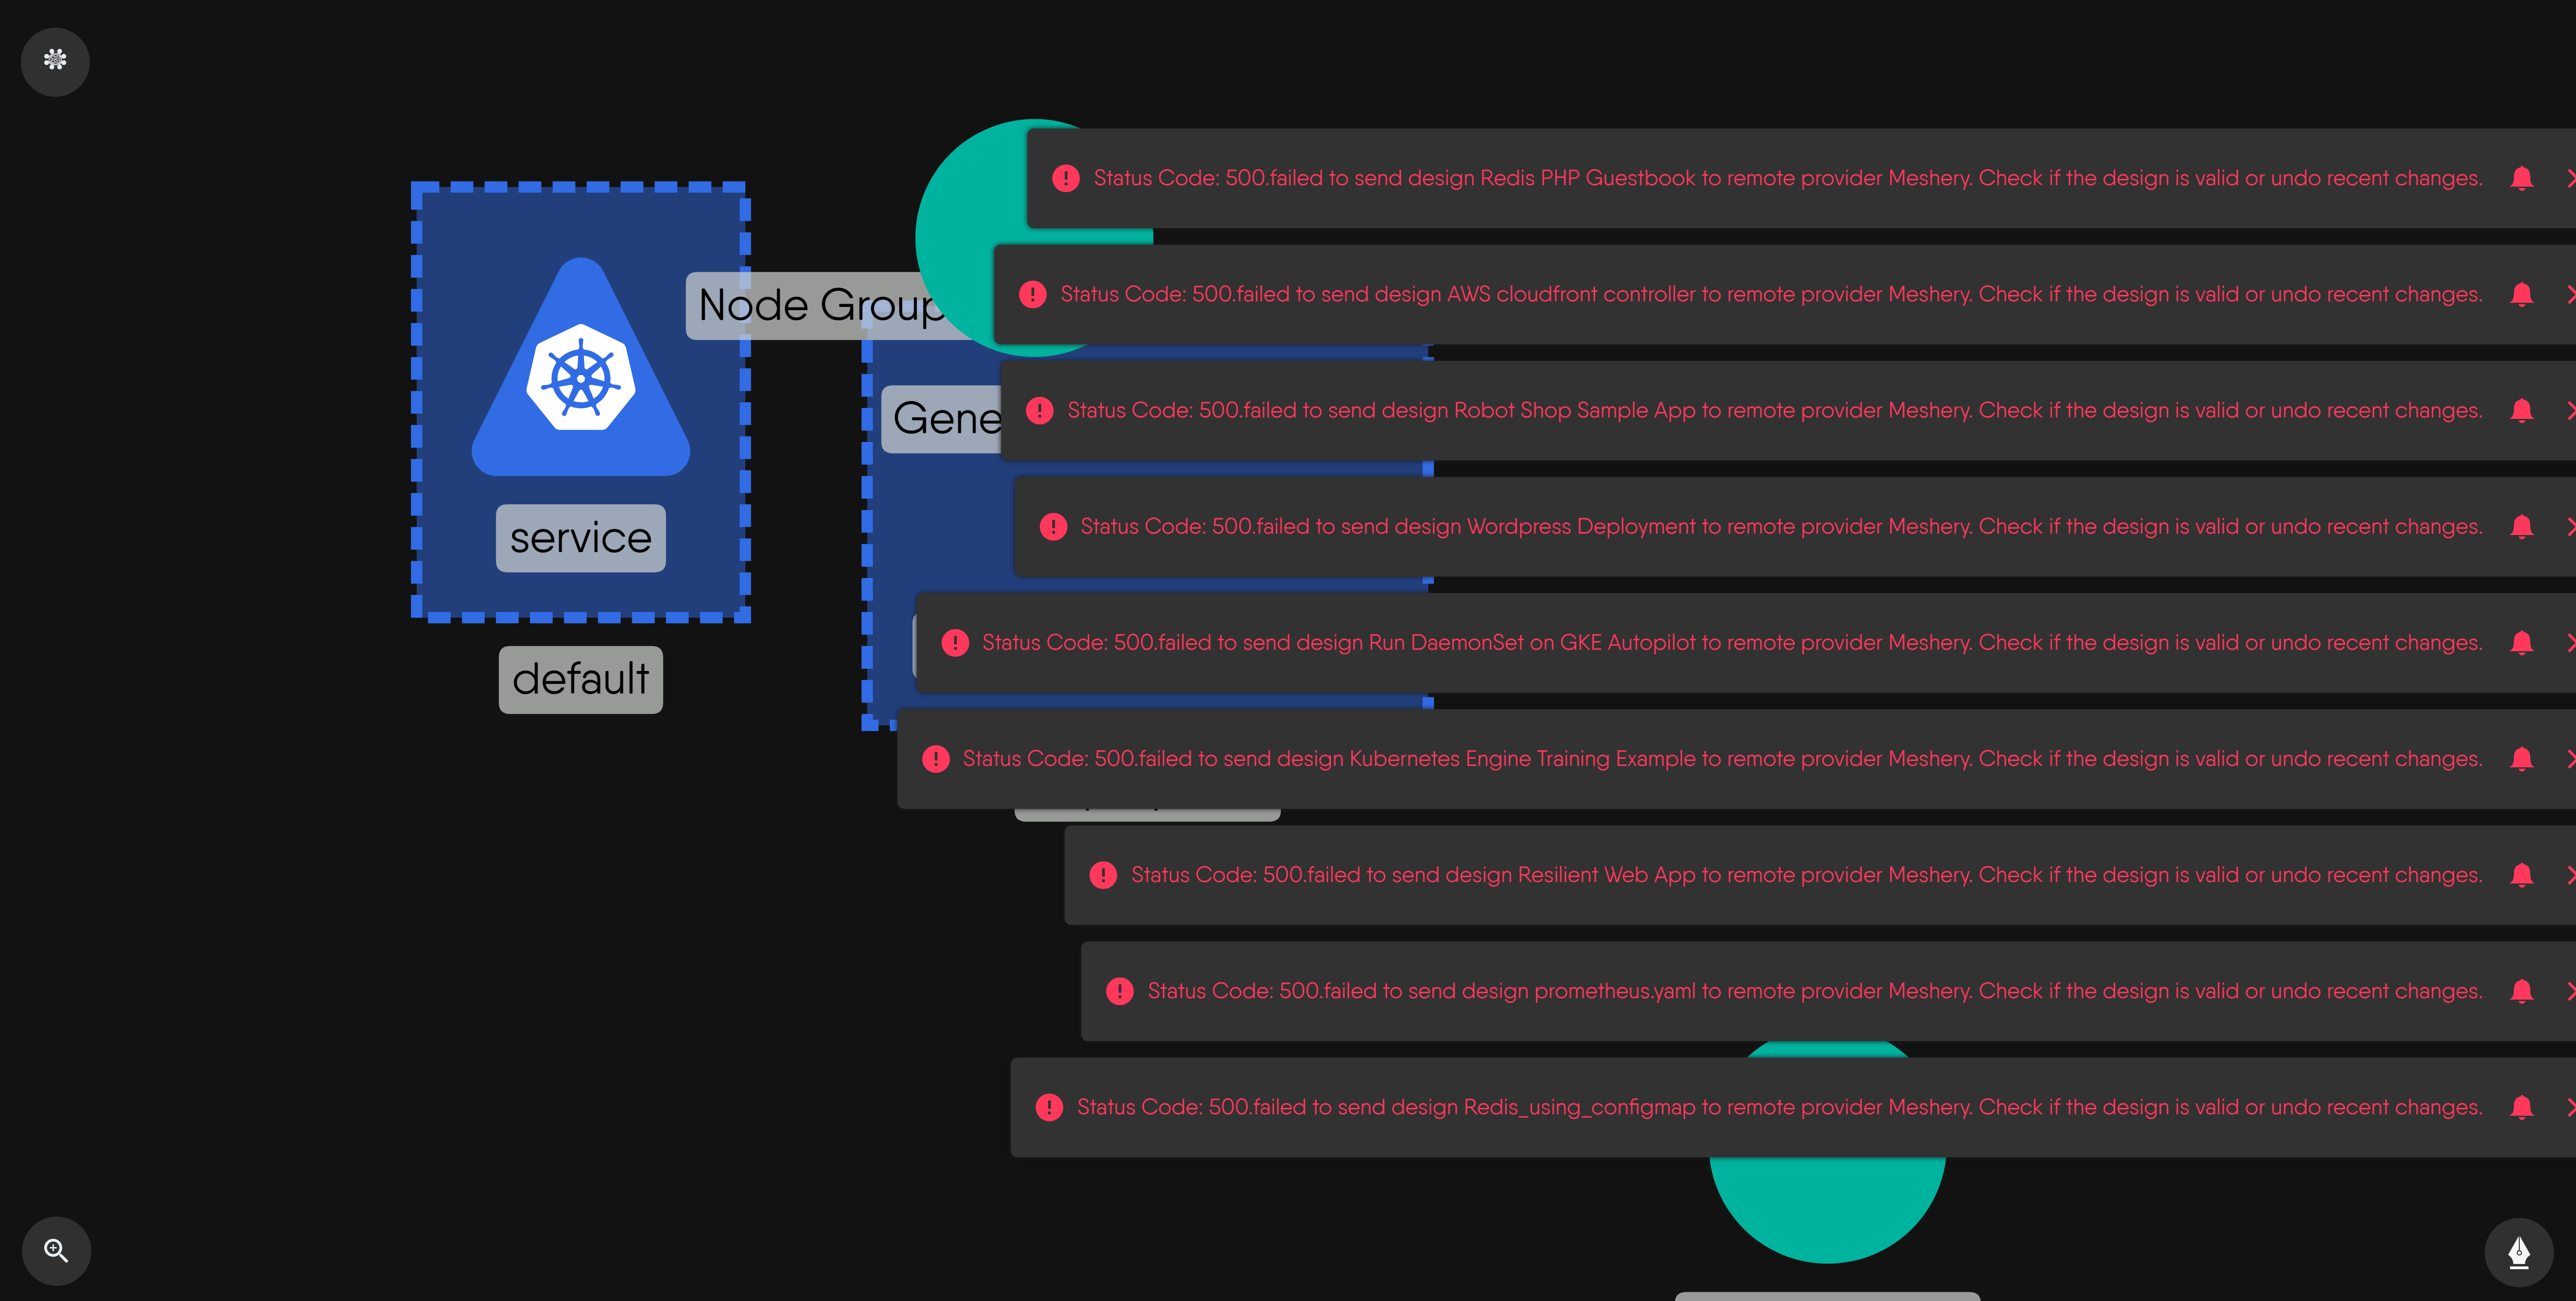 Status Code: 500.failed to send design Redis PHP Guestbook to remote provider Meshery. Check if the design is valid or undo recent changes.
Node Group
Status Code: 500.failed to send design AWS cloudfront controller to remote provider Meshery. Check if the design is valid or undo recent changes.
Gene
Status Code: 500.failed to send design Robot Shop Sample App to remote provider Meshery. Check if the design is valid or undo recent changes.
service
Status Code: 500.failed to send design Wordpress Deployment to remote provider Meshery. Check if the design is valid or undo recent changes.
default
Status Code: 500.failed to send design Run DaemonSet on GKE Autopilot to remote provider Meshery. Check if the design is valid or undo recent changes.
Status Code: 500.failed to send design Kubernetes Engine Training Example to remote provider Meshery. Check if the design is valid or undo recent changes.
Status Code: 500.failed to send design Resilient Web App to remote provider Meshery. Check if the design is valid or undo recent changes.
Status Code: 500.failed to send design prometheus.yaml to remote provider Meshery. Check if the design is valid or undo recent changes.
Status Code: 500.failed to send design Redis_using_configmap to remote provider Meshery. Check if the design is valid or undo recent changes.